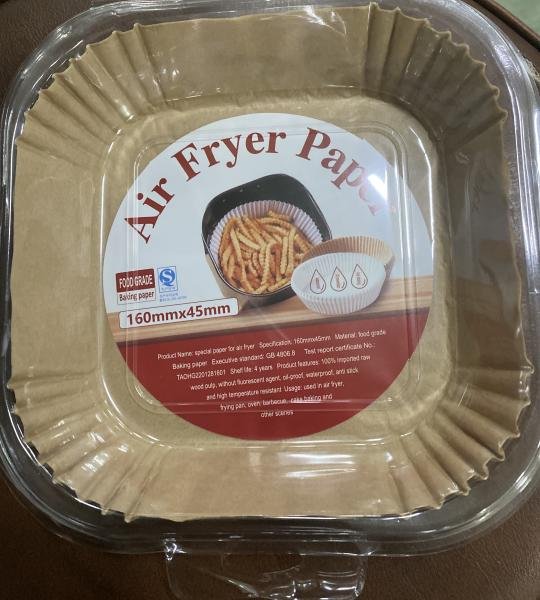 Air Fryer Paper
FOOD GRADE
Baking paper
160mmx45mm
Product Name: special paper for air fryer Specification: 160mmx45mm Material: food grade
Baking paper Executive standard: GB 4806.8 Test report certificate No.:
TAOHG2201281601 Shelf life: 4 years Product features: 100% imported raw
wood pulp, without fluorescent agent, oil-proof, waterproof, anti stick
and high temperature resistant Usage: used in air fryer,
frying pan, oven, barbecue, cake baking and
other scenes